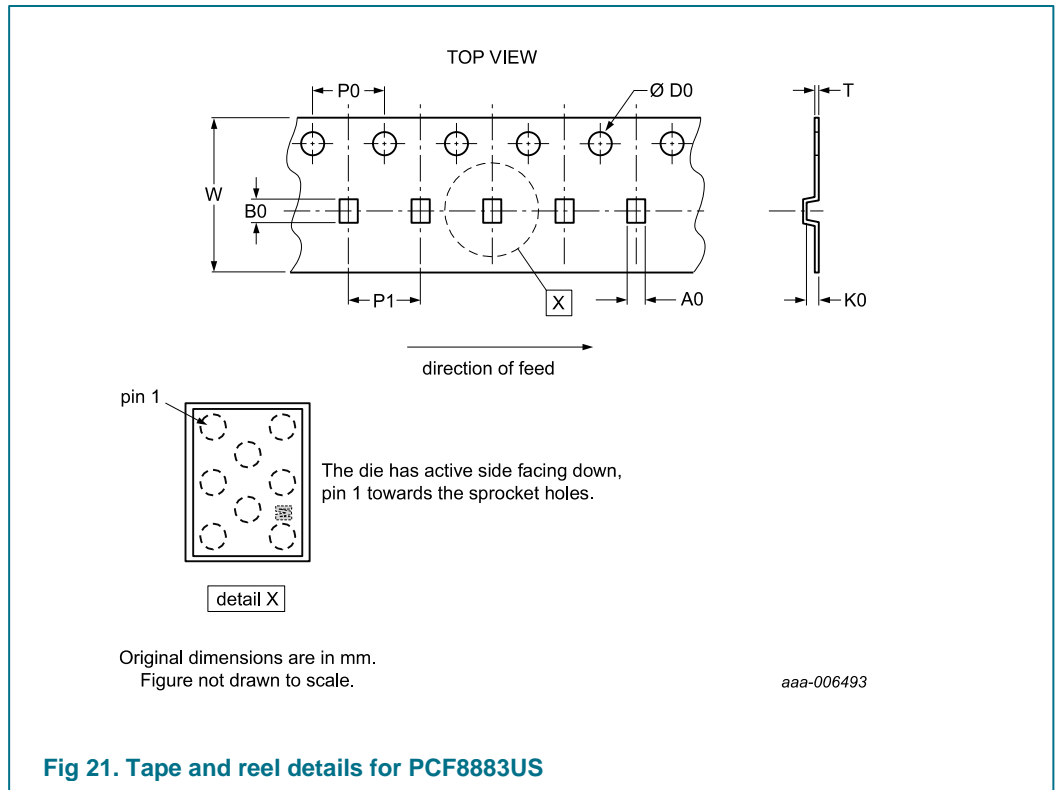 TOP VIEW
P0
Ø D0
T
W
B0
P1
X
A0
K0
direction of feed
pin 1
The die has active side facing down,
pin 1 towards the sprocket holes.
detail X
Original dimensions are in mm.
Figure not drawn to scale.
aaa-006493
Fig 21. Tape and reel details for PCF8883US